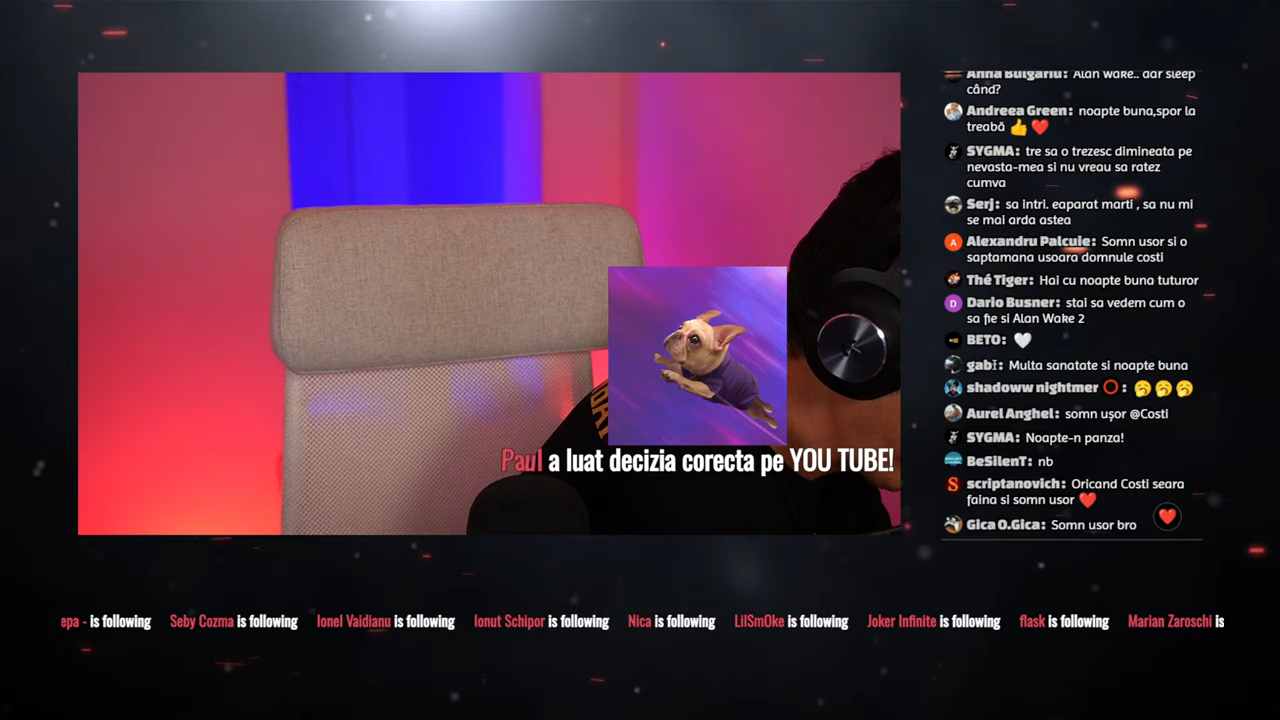 Anna Bulgariu: Alan wake.. dar sleep
când?
Andreea Green: noapte buna,spor la
treabă 👍 ❤️
SYGMA: tre sa o trezesc dimineata pe
nevasta-mea si nu vreau sa ratez
cumva
Serj: sa intri. eaparat marti , sa nu mi
se mai arda astea
A Alexandru Palcuie: Somn usor si o
saptamana usoara domnule costi
Thé Tiger: Hai cu noapte buna tuturor
D Dario Busner: stai sa vedem cum o
sa fie si Alan Wake 2
BETO: 🤍
gabĭ: Multa sanatate si noapte buna
shadoww nightmer ⭕: 🥱🥱🥱
Aurel Anghel: somn ușor @Costi
SYGMA: Noapte-n panza!
BeSilenT: nb
S scriptanovich: Oricand Costi seara
faina si somn usor ❤️
Gica O.Gica: Somn usor bro
Paul a luat decizia corecta pe YOU TUBE!
epa - is following Seby Cozma is following Ionel Vaidianu is following Ionut Schipor is following Nica is following LilSmOke is following Joker Infinite is following flask is following Marian Zaroschi is